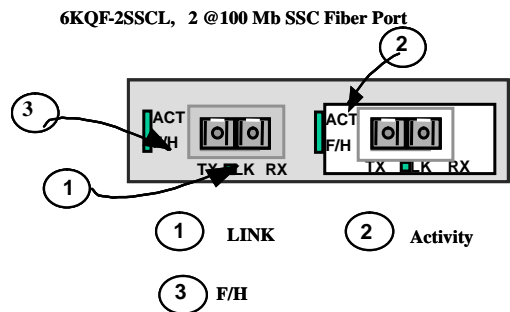 6KQF-2SSCL, 2 @100 Mb SSC Fiber Port
2
3
ACT
ACT
F/H
TX LK RX
TX LK RX
1
1 LINK
2 Activity
3 F/H